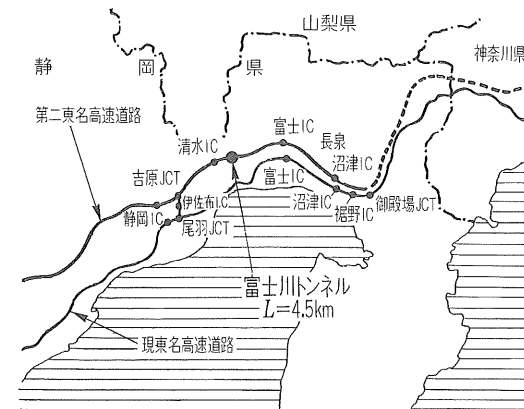 山梨県
神奈川県
静岡県
第二東名高速道路
清水IC
富士IC
長泉
沼津IC
吉原JCT
富士IC
静岡IC
伊佐布I.C
沼津IC
裾野IC
御殿場JCT
尾羽JCT
富士川トンネル
L=4.5km
現東名高速道路